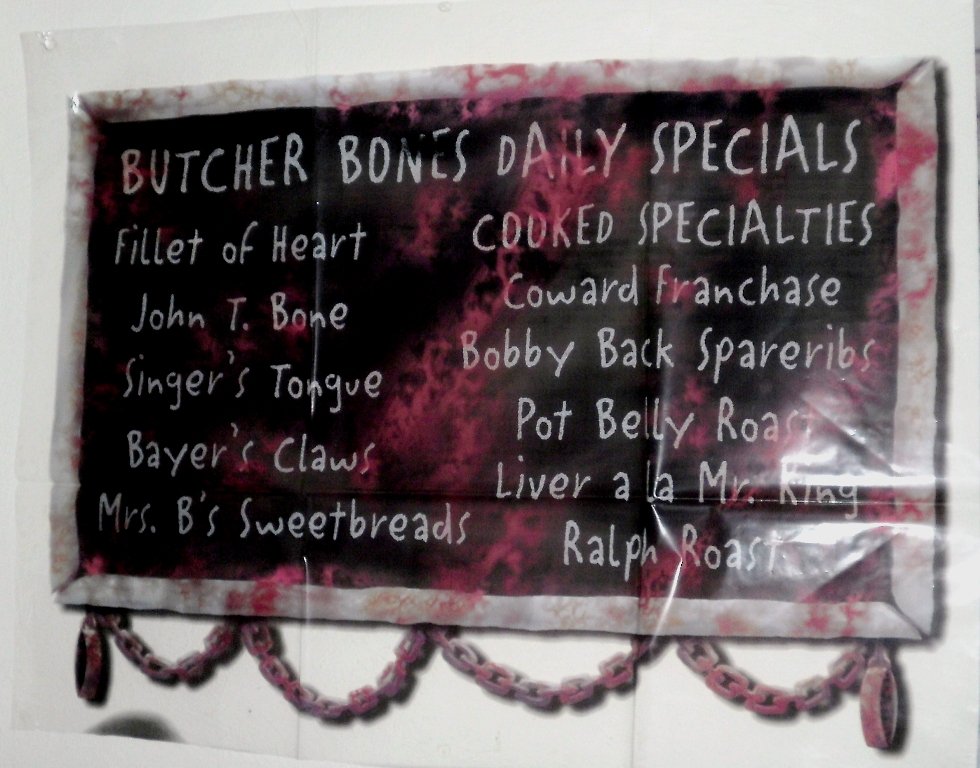 BUTCHER BONES DAILY SPECIALS
Fillet of Heart
John T. Bone
Singer's Tongue
Bayer's Claws
Mrs. B's Sweetbreads
COOKED SPECIALTIES
Coward Franchase
Bobby Back Spareribs
Pot Belly Roast
Liver a la Mr. King
Ralph Roast